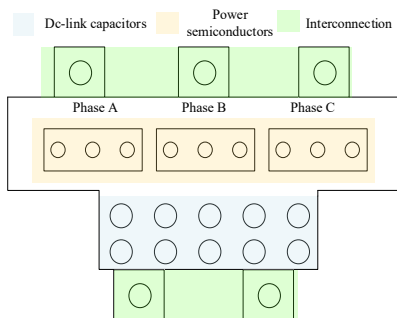 Dc-link capacitors
Power
semiconductors
Interconnection
Phase A
Phase B
Phase C